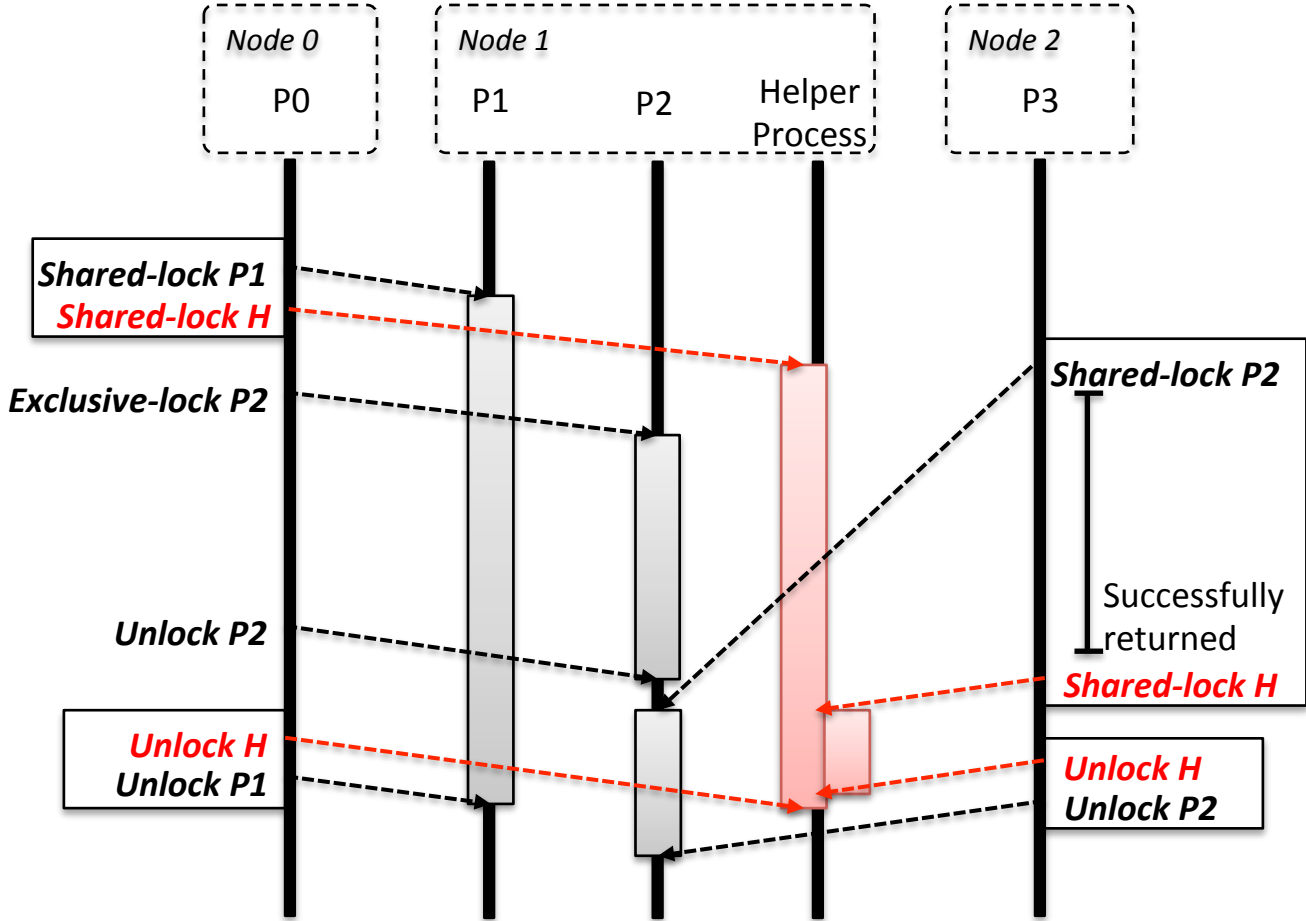 Node 0
Node 1
Node 2
P0
P1
P2
Helper
Process
P3
Shared-lock P1
Shared-lock H
Shared-lock P2
Exclusive-lock P2
Successfully
returned
Unlock P2
Shared-lock H
Unlock H
Unlock P1
Unlock H
Unlock P2